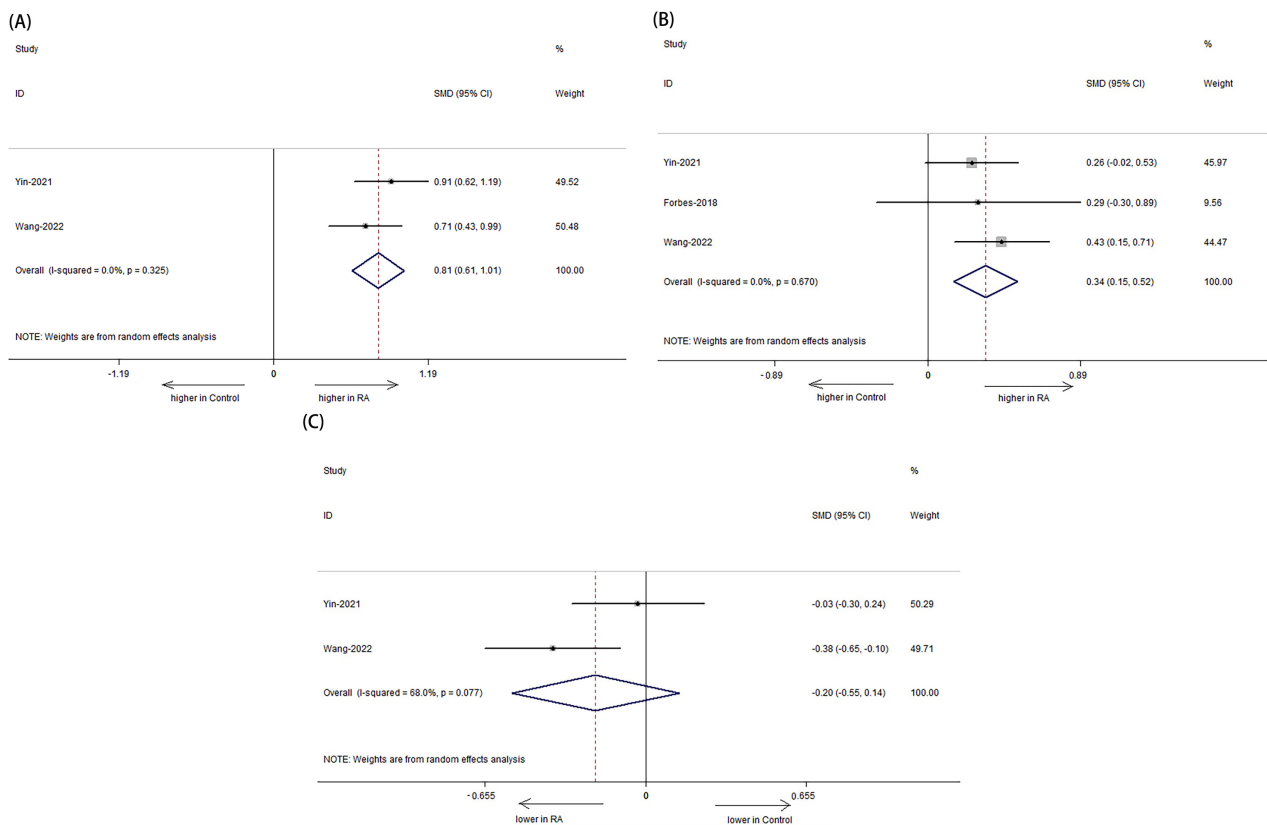 (A)
Study %
ID SMD (95% CI) Weight
Yin-2021 0.91 (0.62, 1.19) 49.52
Wang-2022 0.71 (0.43, 0.99) 50.48
Overall (I-squared = 0.0%, p = 0.325) 0.81 (0.61, 1.01) 100.00
NOTE: Weights are from random effects analysis
-1.19 0 1.19
higher in Control higher in RA
(B)
Study %
ID SMD (95% CI) Weight
Yin-2021 0.26 (-0.02, 0.53) 45.97
Forbes-2018 0.29 (-0.30, 0.89) 9.56
Wang-2022 0.43 (0.15, 0.71) 44.47
Overall (I-squared = 0.0%, p = 0.670) 0.34 (0.15, 0.52) 100.00
NOTE: Weights are from random effects analysis
-0.89 0 0.89
higher in Control higher in RA
(C)
Study %
ID SMD (95% CI) Weight
Yin-2021 -0.03 (-0.30, 0.24) 50.29
Wang-2022 -0.38 (-0.65, -0.10) 49.71
Overall (I-squared = 68.0%, p = 0.077) -0.20 (-0.55, 0.14) 100.00
NOTE: Weights are from random effects analysis
-0.655 0 0.655
lower in RA lower in Control